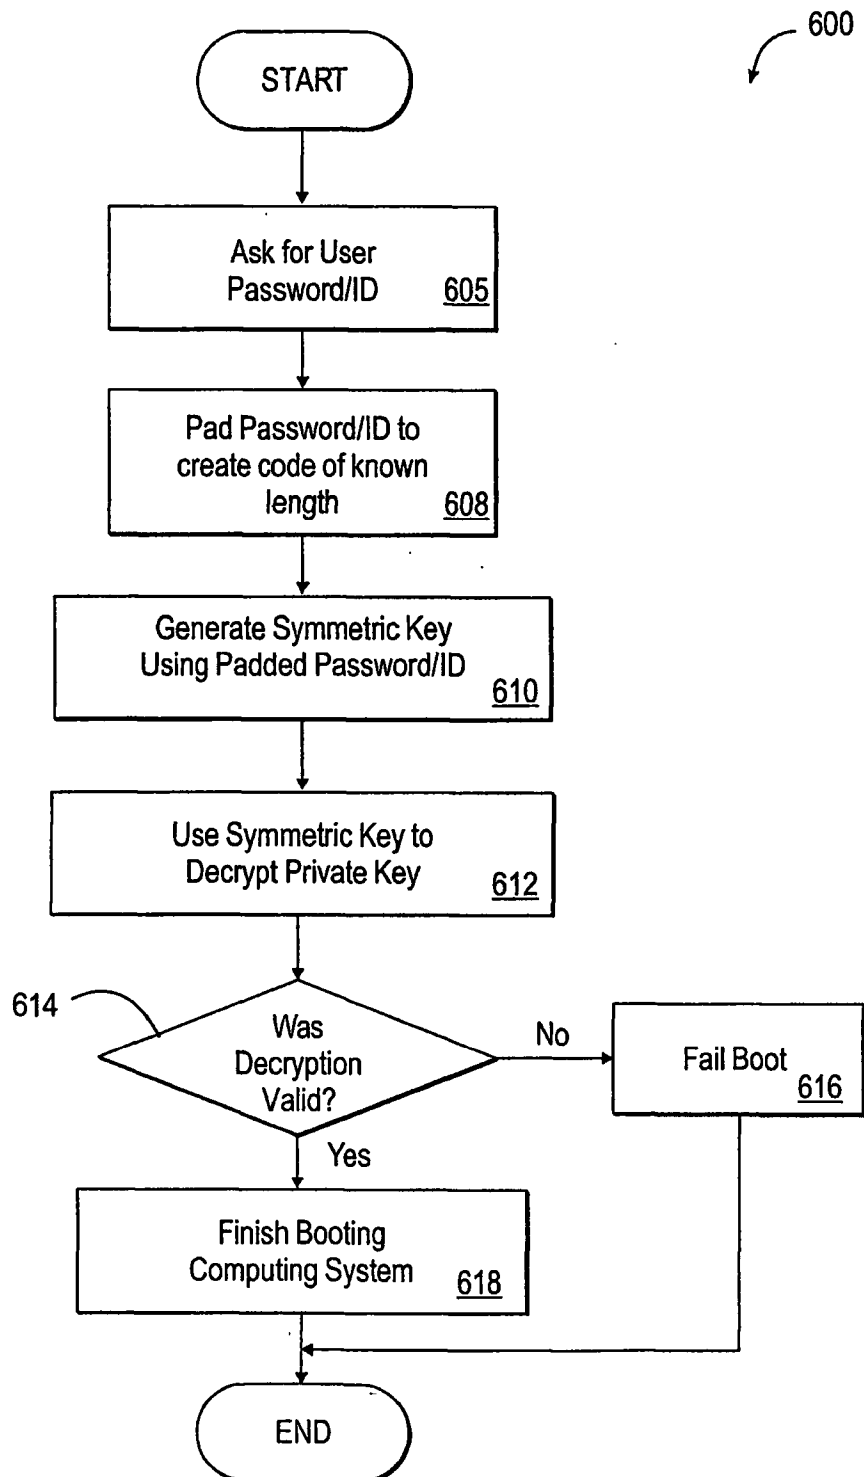 600
START
Ask for User
Password/ID
605
Pad Password/ID to
create code of known
length
608
Generate Symmetric Key
Using Padded Password/ID
610
Use Symmetric Key to
Decrypt Private Key
612
614
Was
Decryption
Valid?
No
Fail Boot
616
Yes
Finish Booting
Computing System
618
END